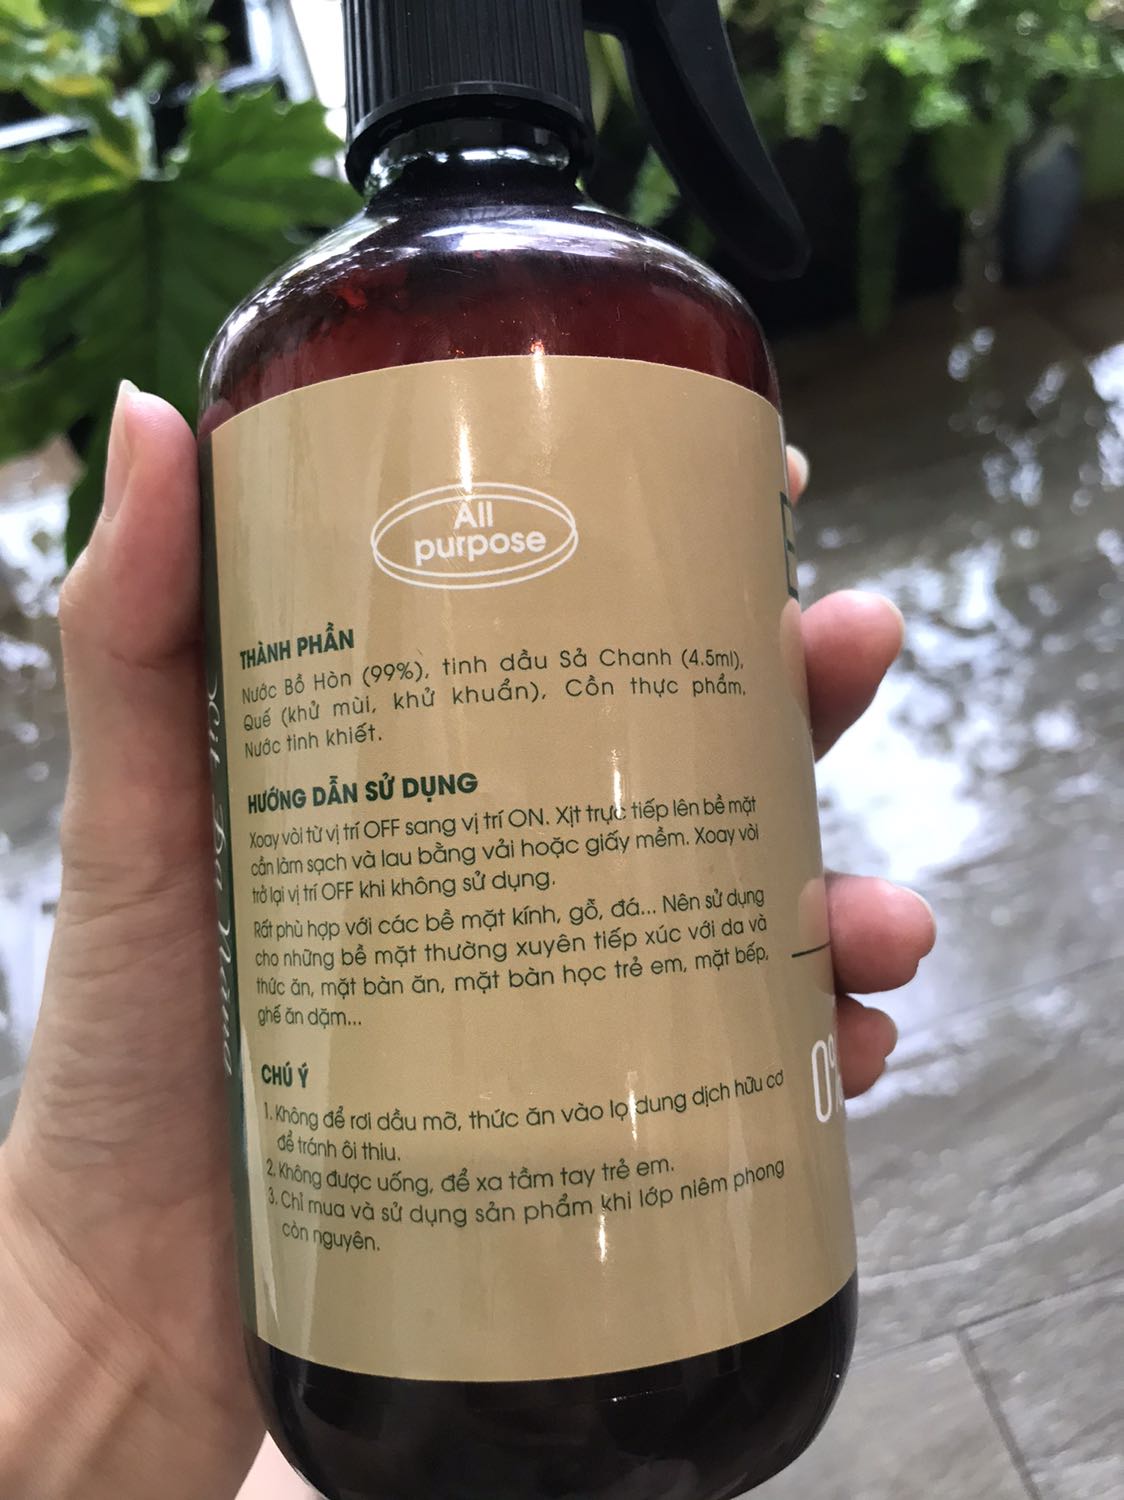 All
purpose
THÀNH PHẦN
Nước Bồ Hòn (99%), tinh dầu Sả Chanh (4.5ml),
Quế (khử mùi, khử khuẩn), Cồn thực phẩm,
Nước tinh khiết.
HƯỚNG DẪN SỬ DỤNG
Xoay vòi từ vị trí OFF sang vị trí ON. Xịt trực tiếp lên bề mặt
cần làm sạch và lau bằng vải hoặc giấy mềm. Xoay vòi
trở lại vị trí OFF khi không sử dụng.
Rất phù hợp với các bề mặt kính, gỗ, đá... Nên sử dụng
cho những bề mặt thường xuyên tiếp xúc với da và
thức ăn, mặt bàn ăn, mặt bàn học trẻ em, mặt bếp,
ghế ăn dặm...
CHÚ Ý
1. Không để rơi dầu mỡ, thức ăn vào lọ dung dịch hữu cơ
để tránh ôi thiu.
2. Không được uống, để xa tầm tay trẻ em.
3. Chỉ mua và sử dụng sản phẩm khi lớp niêm phong
còn nguyên.
0%